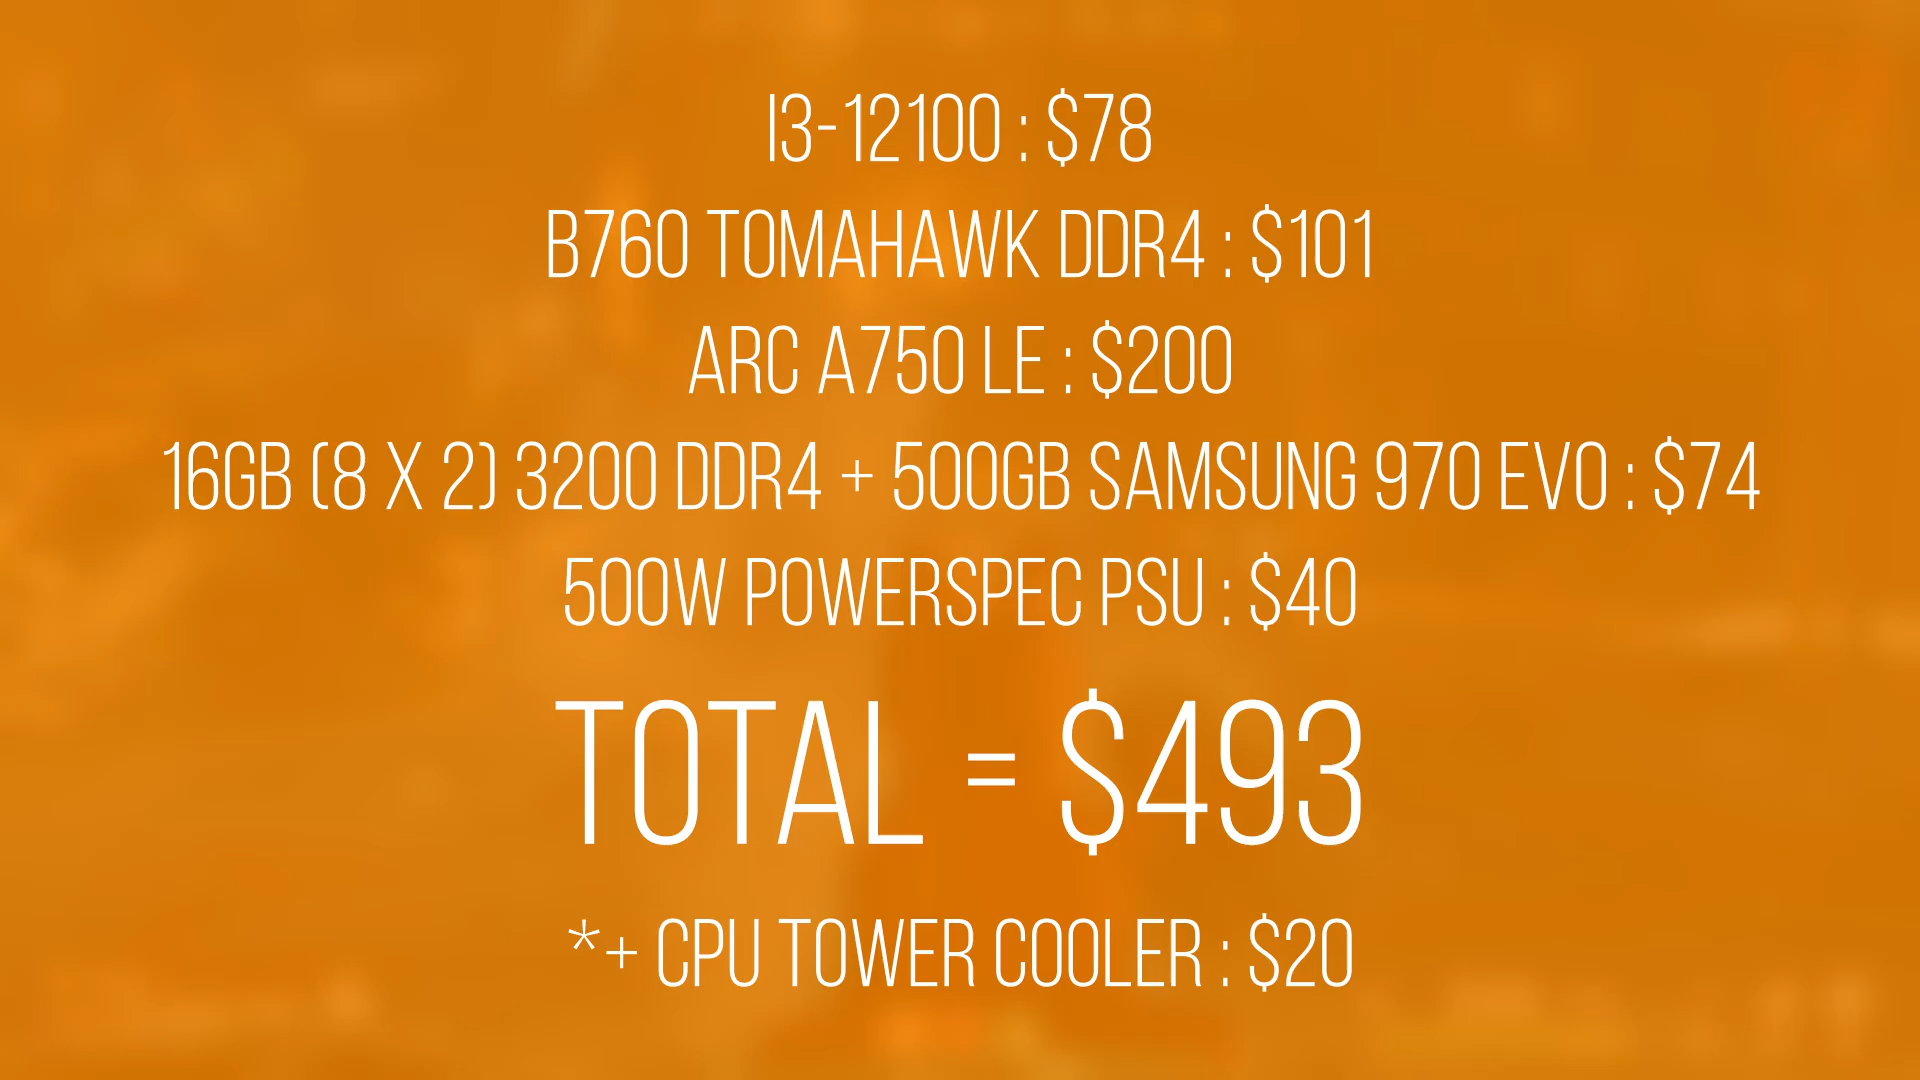 I3-12100 : $78
B760 TOMAHAWK DDR4 : $101
ARC A750 LE : $200
16GB (8 X 2) 3200 DDR4 + 500GB SAMSUNG 970 EVO : $74
500W POWERSPEC PSU : $40
TOTAL = $493
*+ CPU TOWER COOLER : $20